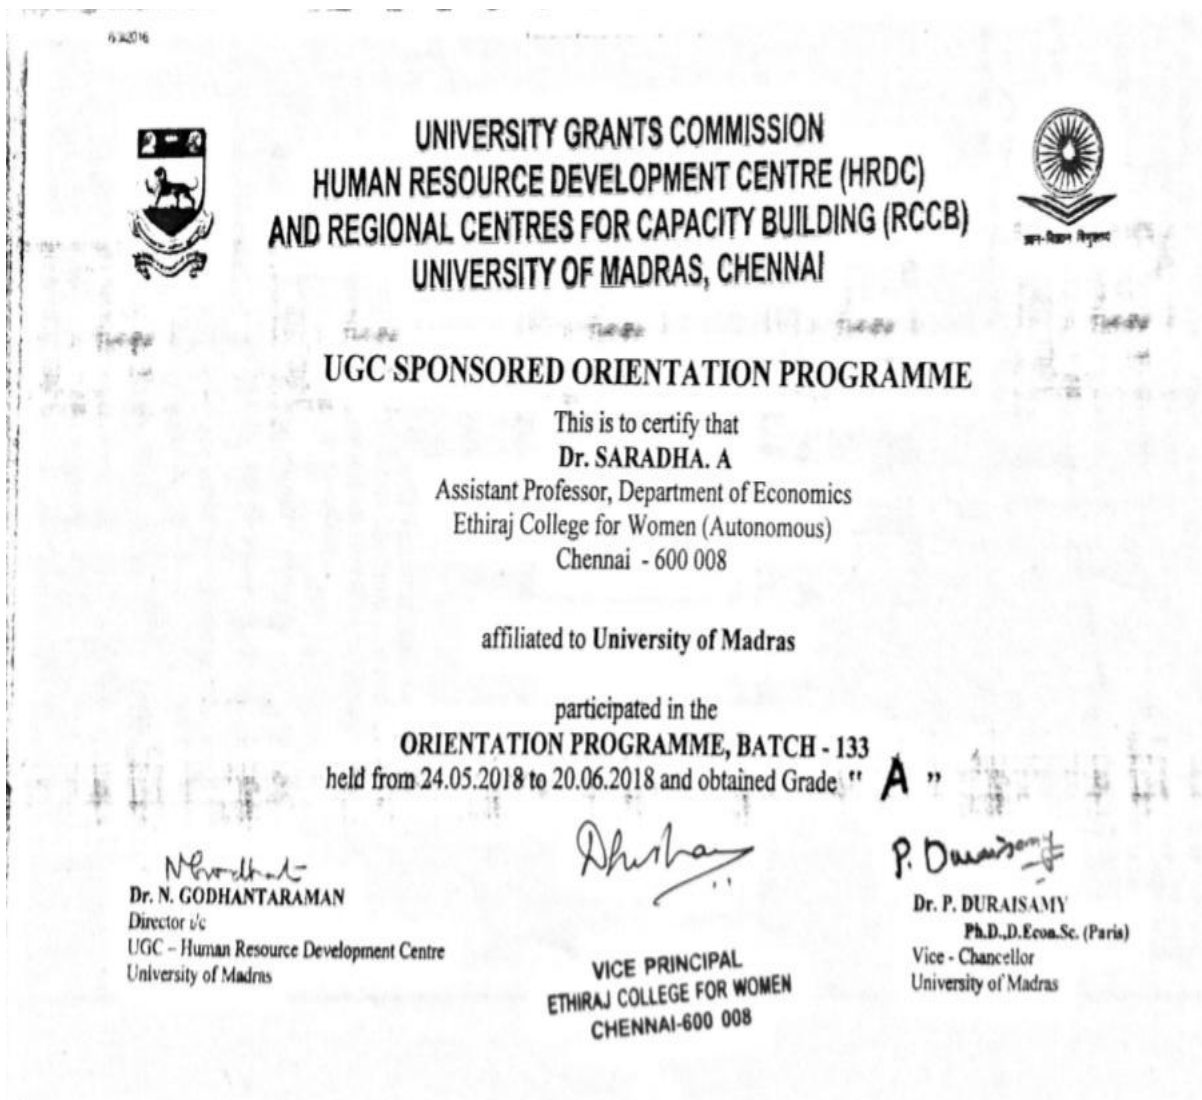 UNIVERSITY GRANTS COMMISSION
HUMAN RESOURCE DEVELOPMENT CENTRE (HRDC)
AND REGIONAL CENTRES FOR CAPACITY BUILDING (RCCB)
UNIVERSITY OF MADRAS, CHENNAI
ज्ञान-विज्ञान विमुक्तये
UGC SPONSORED ORIENTATION PROGRAMME
This is to certify that
Dr. SARADHA. A
Assistant Professor, Department of Economics
Ethiraj College for Women (Autonomous)
Chennai - 600 008
affiliated to University of Madras
participated in the
ORIENTATION PROGRAMME, BATCH - 133
held from 24.05.2018 to 20.06.2018 and obtained Grade " A "
Dr. N. GODHANTARAMAN
Director i/c
UGC – Human Resource Development Centre
University of Madras
VICE PRINCIPAL
ETHIRAJ COLLEGE FOR WOMEN
CHENNAI-600 008
P. Duraisamy
Dr. P. DURAISAMY
Ph.D.,D.Econ.Sc. (Paris)
Vice - Chancellor
University of Madras